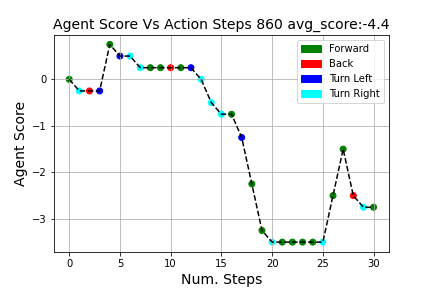 Agent Score Vs Action Steps 860 avg_score:-4.4
Forward
Back
Turn Left
Turn Right
0
−1
−2
−3
Agent Score
0 5 10 15 20 25 30
Num. Steps